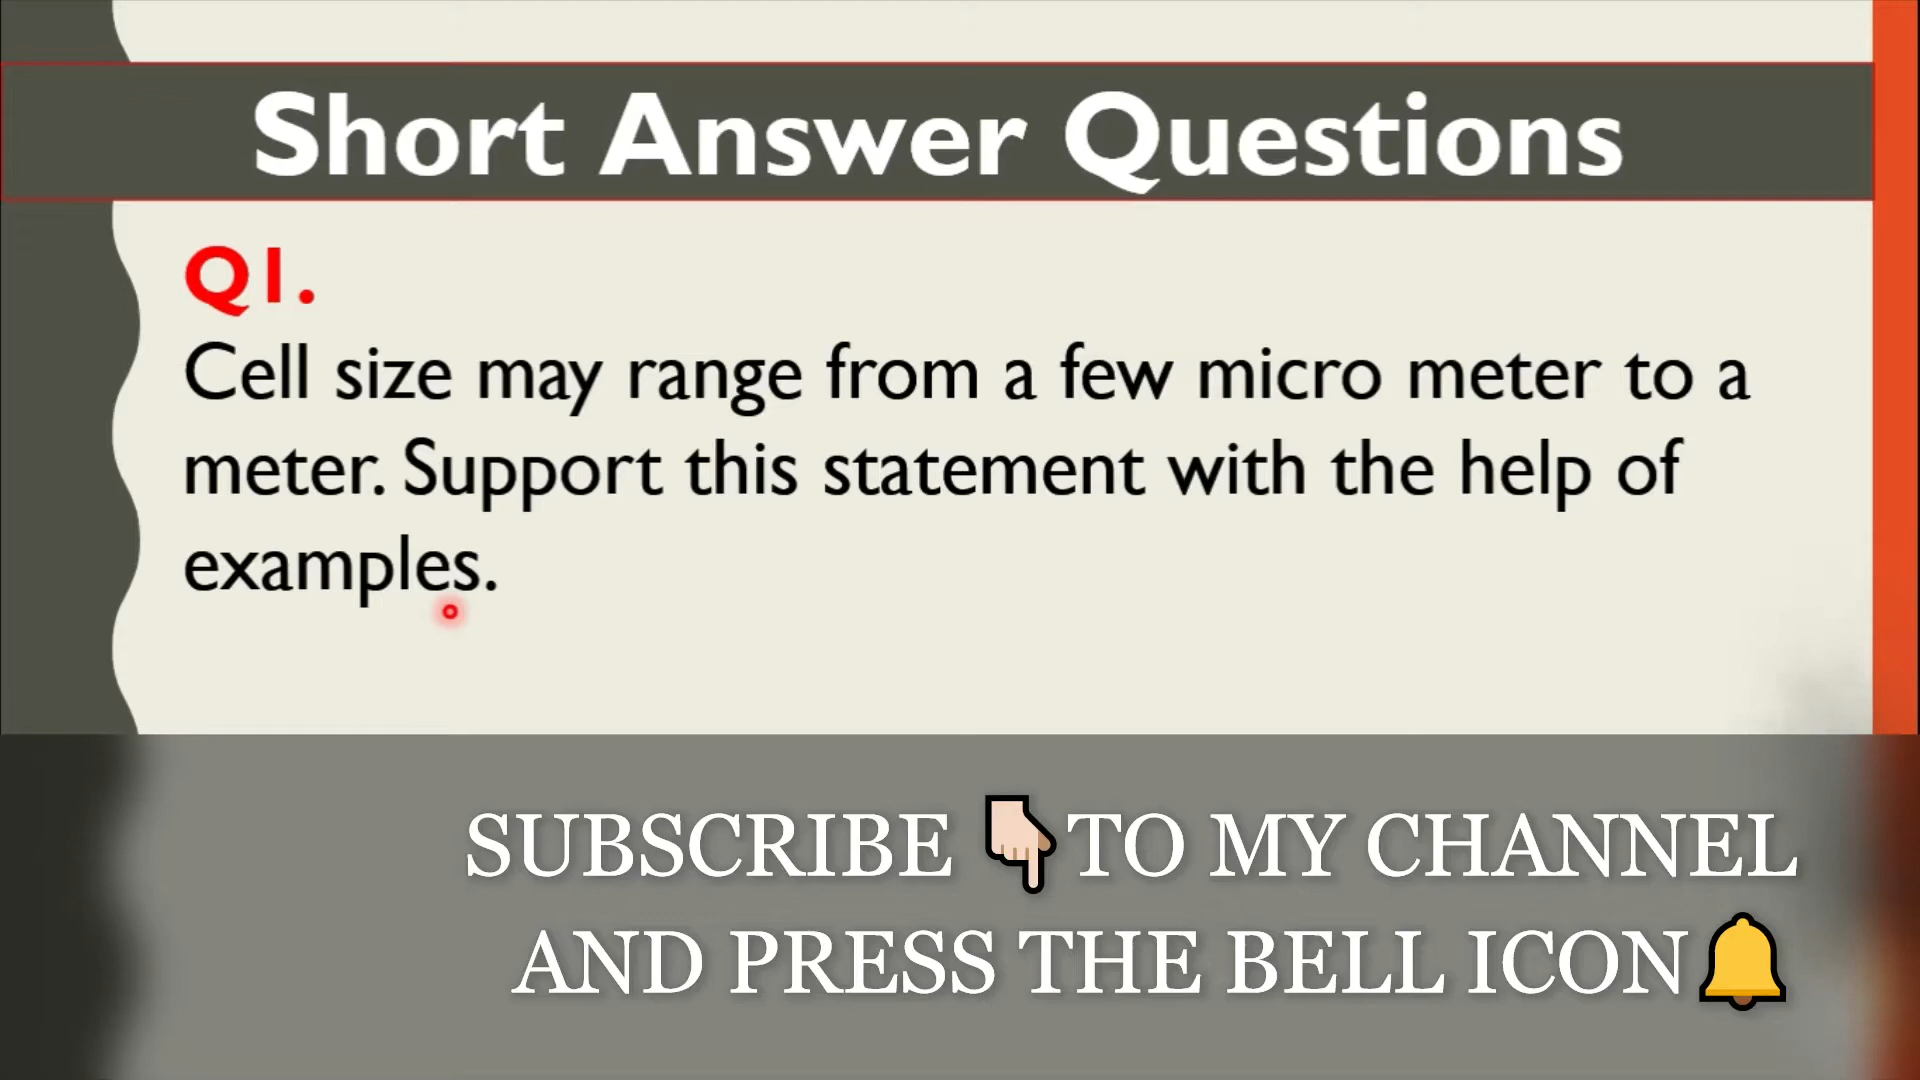 Short Answer Questions
Q1.
Cell size may range from a few micro meter to a
meter. Support this statement with the help of
examples.
SUBSCRIBE 👇🏻TO MY CHANNEL
AND PRESS THE BELL ICON🔔